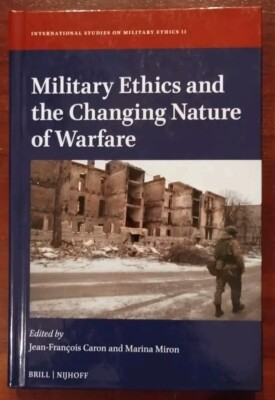 INTERNATIONAL STUDIES ON MILITARY ETHICS 11
Military Ethics and
the Changing Nature
of Warfare
Edited by
Jean-François Caron and Marina Miron
BRILL | NIJHOFF